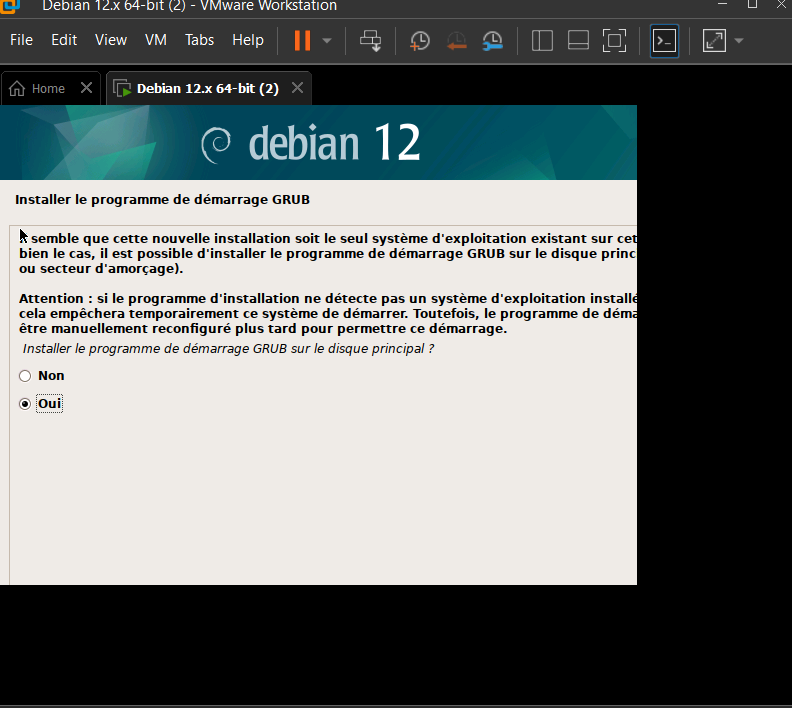 Debian 12.x 64-bit (2) - VMware Workstation
File Edit View VM Tabs Help
Home Debian 12.x 64-bit (2)
debian 12
Installer le programme de démarrage GRUB
semble que cette nouvelle installation soit le seul système d'exploitation existant sur cet
bien le cas, il est possible d'installer le programme de démarrage GRUB sur le disque princ
ou secteur d'amorçage).
Attention : si le programme d'installation ne détecte pas un système d'exploitation installé
cela empêchera temporairement ce système de démarrer. Toutefois, le programme de déma
être manuellement reconfiguré plus tard pour permettre ce démarrage.
Installer le programme de démarrage GRUB sur le disque principal ?
Non
Oui